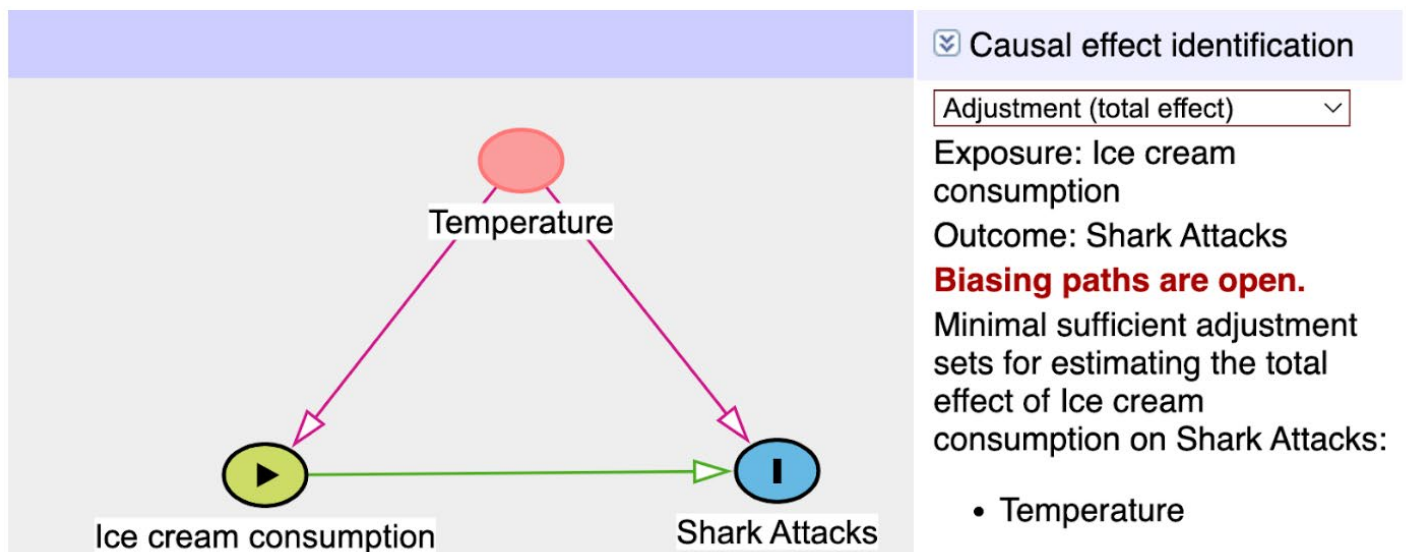 Temperature
Ice cream consumption
Shark Attacks
Causal effect identification
Adjustment (total effect)
Exposure: Ice cream
consumption
Outcome: Shark Attacks
Biasing paths are open.
Minimal sufficient adjustment
sets for estimating the total
effect of Ice cream
consumption on Shark Attacks:
• Temperature